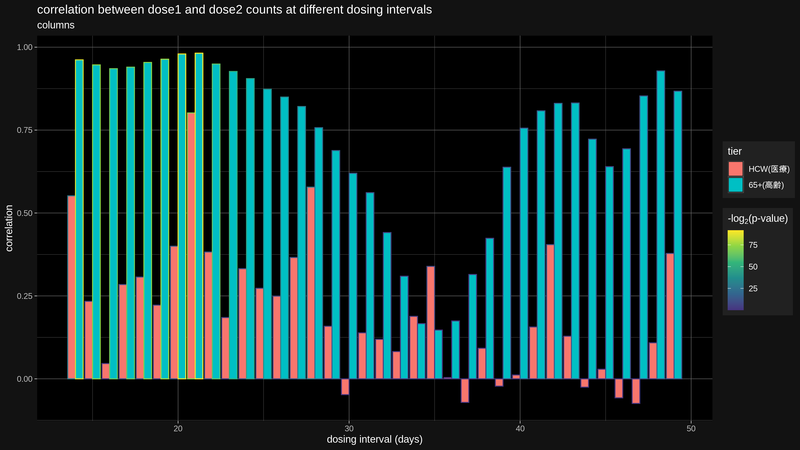 correlation between dose1 and dose2 counts at different dosing intervals
columns
1.00
0.75
0.50
0.25
0.00
correlation
20
30
40
50
dosing interval (days)
tier
HCW(医療)
65+(高齢)
-log2(p-value)
75
50
25